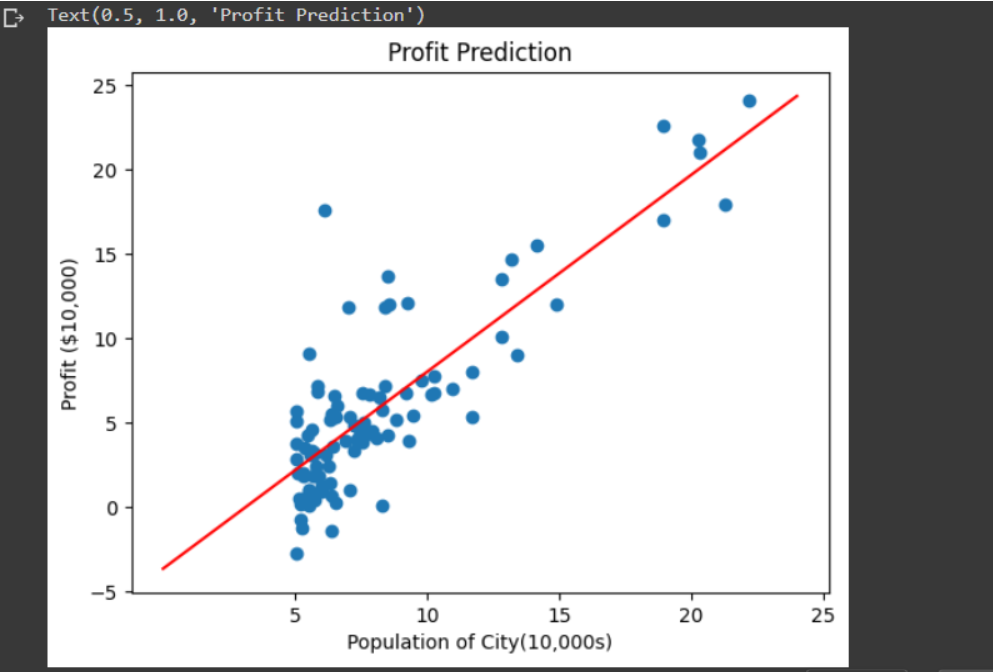 Text(0.5, 1.0, 'Profit Prediction')
Profit Prediction
25
20
15
10
5
0
−5
Profit ($10,000)
5 10 15 20 25
Population of City(10,000s)